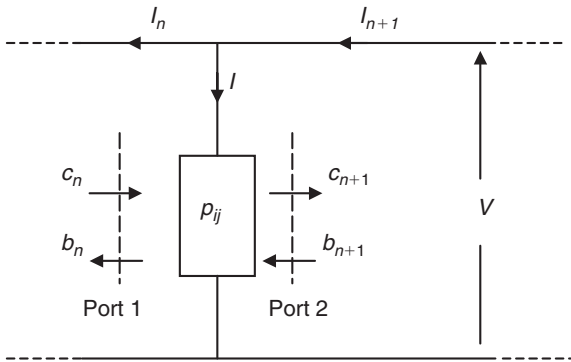 I_n I_{n+1}
I
c_n c_{n+1}
p_{ij} V
b_n b_{n+1}
Port 1 Port 2